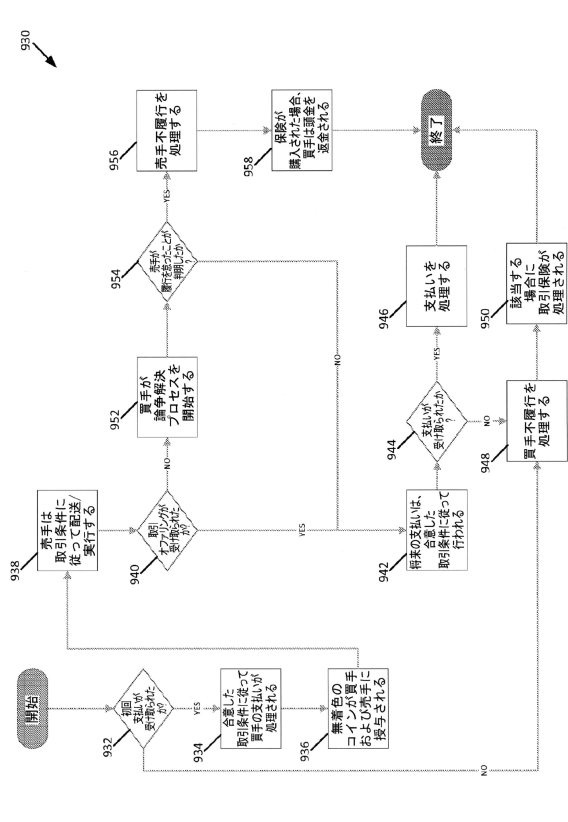 930
開始
932
初回
支払いが
受け取られた
か?
YES
NO
934
合意した
取引条件に従って
買手の支払いが
処理される
936
無着色の
コインが買手
および売手に
授与される
938
売手は
取引条件に
従って配送/
実行する
940
取引
オファリングが
受け取られた
か?
NO
YES
952
買手が
論争解決
プロセスを
開始する
954
売手が
履行を怠ったことが
判明したか
?
YES
NO
956
売手不履行を
処理する
958
保険が
購入された場合、
買手は頭金を
返金される
942
将来の支払いは、
合意した
取引条件に従って
行われる
944
支払いが
受け取られたか
?
YES
NO
946
支払いを
処理する
948
買手不履行を
処理する
950
該当する
場合に
取引保険が
処理される
終了